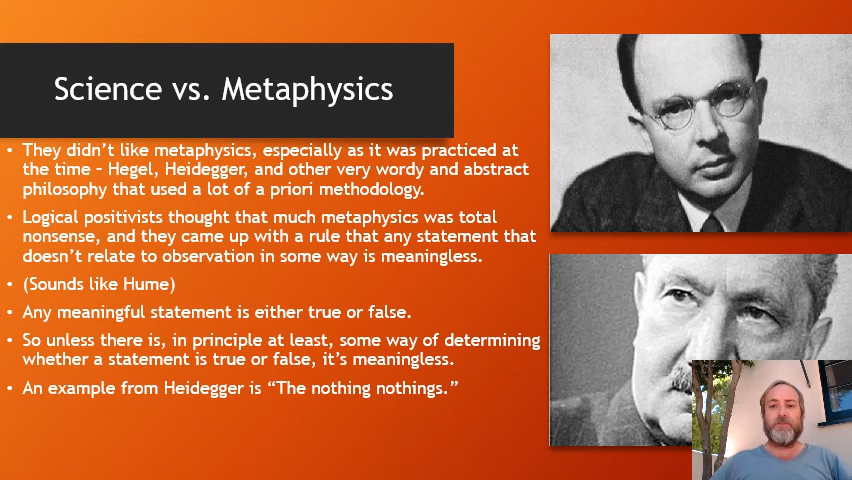 Science vs. Metaphysics
• They didn’t like metaphysics, especially as it was practiced at
the time – Hegel, Heidegger, and other very wordy and abstract
philosophy that used a lot of a priori methodology.
• Logical positivists thought that much metaphysics was total
nonsense, and they came up with a rule that any statement that
doesn’t relate to observation in some way is meaningless.
• (Sounds like Hume)
• Any meaningful statement is either true or false.
• So unless there is, in principle at least, some way of determining
whether a statement is true or false, it’s meaningless.
• An example from Heidegger is “The nothing nothings.”